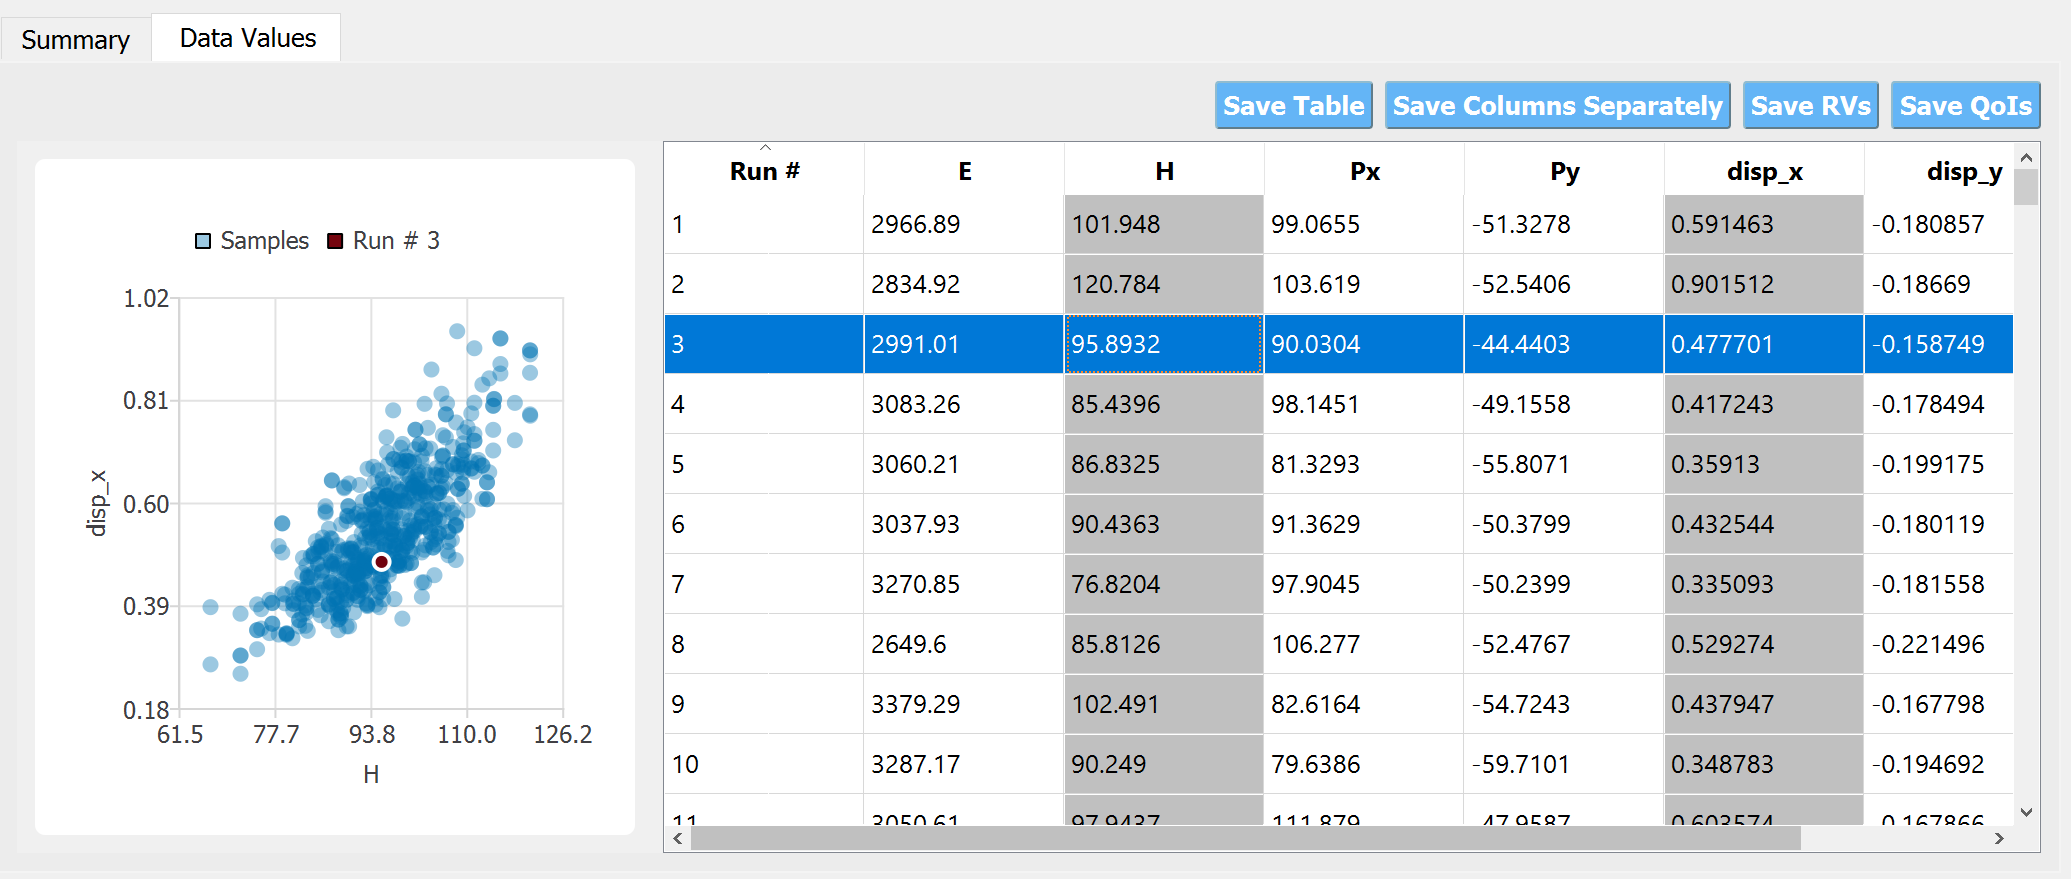 Summary Data Values
Save Table Save Columns Separately Save RVs Save QoIs
Samples Run # 3
1.02
0.81
0.60
0.39
0.18
disp_x
61.5 77.7 93.8 110.0 126.2
H
Run # E H Px Py disp_x disp_y
1 2966.89 101.948 99.0655 -51.3278 0.591463 -0.180857
2 2834.92 120.784 103.619 -52.5406 0.901512 -0.18669
3 2991.01 95.8932 90.0304 -44.4403 0.477701 -0.158749
4 3083.26 85.4396 98.1451 -49.1558 0.417243 -0.178494
5 3060.21 86.8325 81.3293 -55.8071 0.35913 -0.199175
6 3037.93 90.4363 91.3629 -50.3799 0.432544 -0.180119
7 3270.85 76.8204 97.9045 -50.2399 0.335093 -0.181558
8 2649.6 85.8126 106.277 -52.4767 0.529274 -0.221496
9 3379.29 102.491 82.6164 -54.7243 0.437947 -0.167798
10 3287.17 90.249 79.6386 -59.7101 0.348783 -0.194692
11 3050.61 97.9437 111.879 -47.9587 0.603574 -0.167866